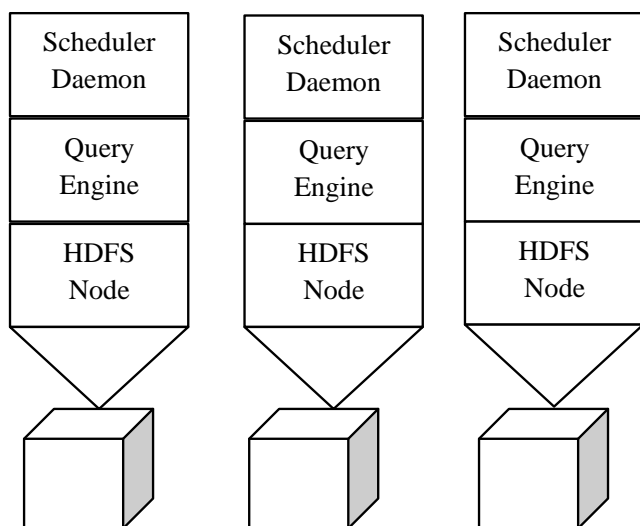 Scheduler
Daemon
Query
Engine
HDFS
Node
Scheduler
Daemon
Query
Engine
HDFS
Node
Scheduler
Daemon
Query
Engine
HDFS
Node